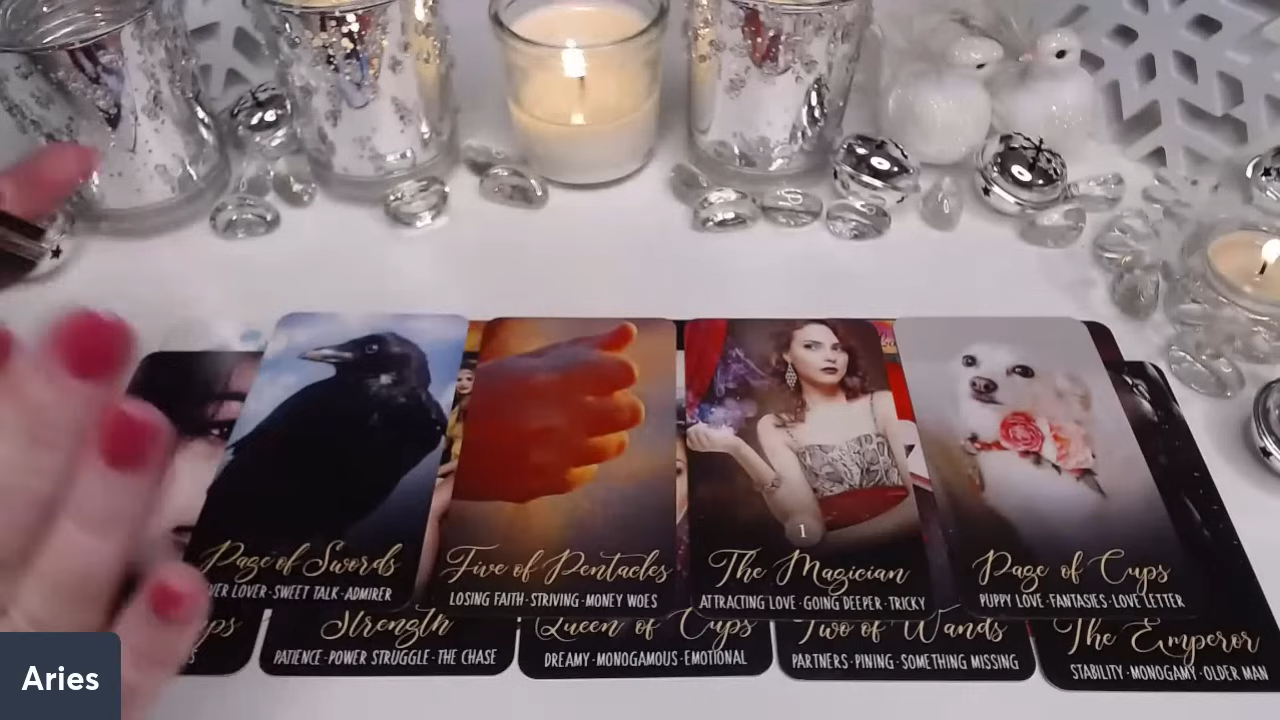 Page of Swords
VER LOVER · SWEET TALK · ADMIRER
Five of Pentacles
LOSING FAITH · STRIVING · MONEY WOES
1
The Magician
ATTRACTING LOVE · GOING DEEPER · TRICKY
Page of Cups
PUPPY LOVE · FANTASIES · LOVE LETTER
ups
S
Strength
PATIENCE · POWER STRUGGLE · THE CHASE
Queen of Cups
DREAMY · MONOGAMOUS · EMOTIONAL
Two of Wands
PARTNERS · PINING · SOMETHING MISSING
The Emperor
STABILITY · MONOGAMY · OLDER MAN
Aries